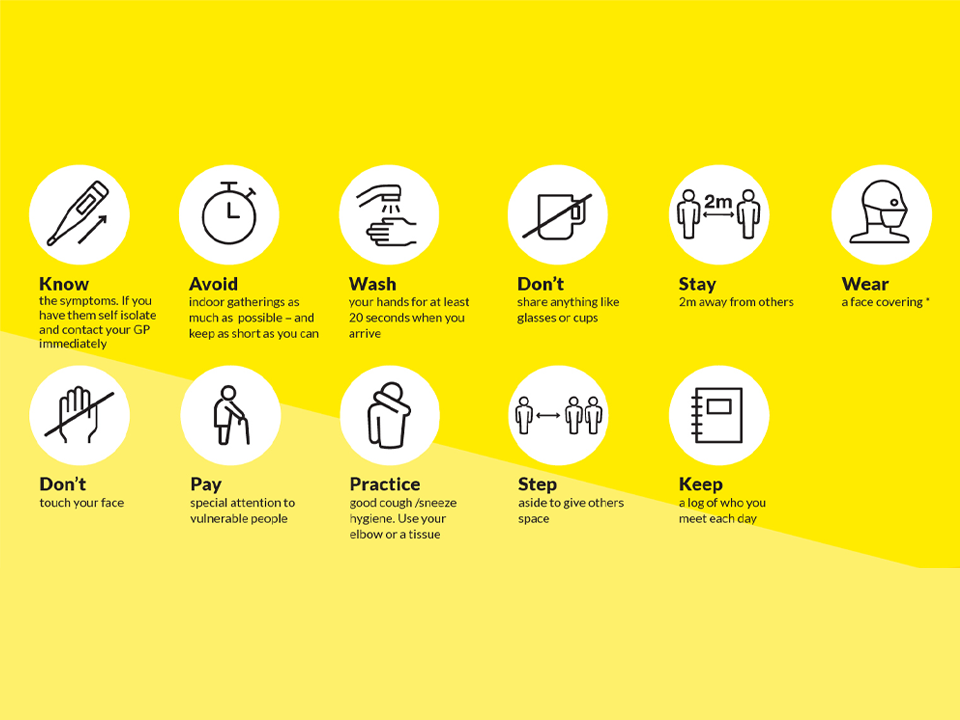 2m
Know
the symptoms. If you
have them self isolate
and contact your GP
immediately
Avoid
indoor gatherings as
much as possible – and
keep as short as you can
Wash
your hands for at least
20 seconds when you
arrive
Don't
share anything like
glasses or cups
Stay
2m away from others
Wear
a face covering *
Don't
touch your face
Pay
special attention to
vulnerable people
Practice
good cough /sneeze
hygiene. Use your
elbow or a tissue
Step
aside to give others
space
Keep
a log of who you
meet each day